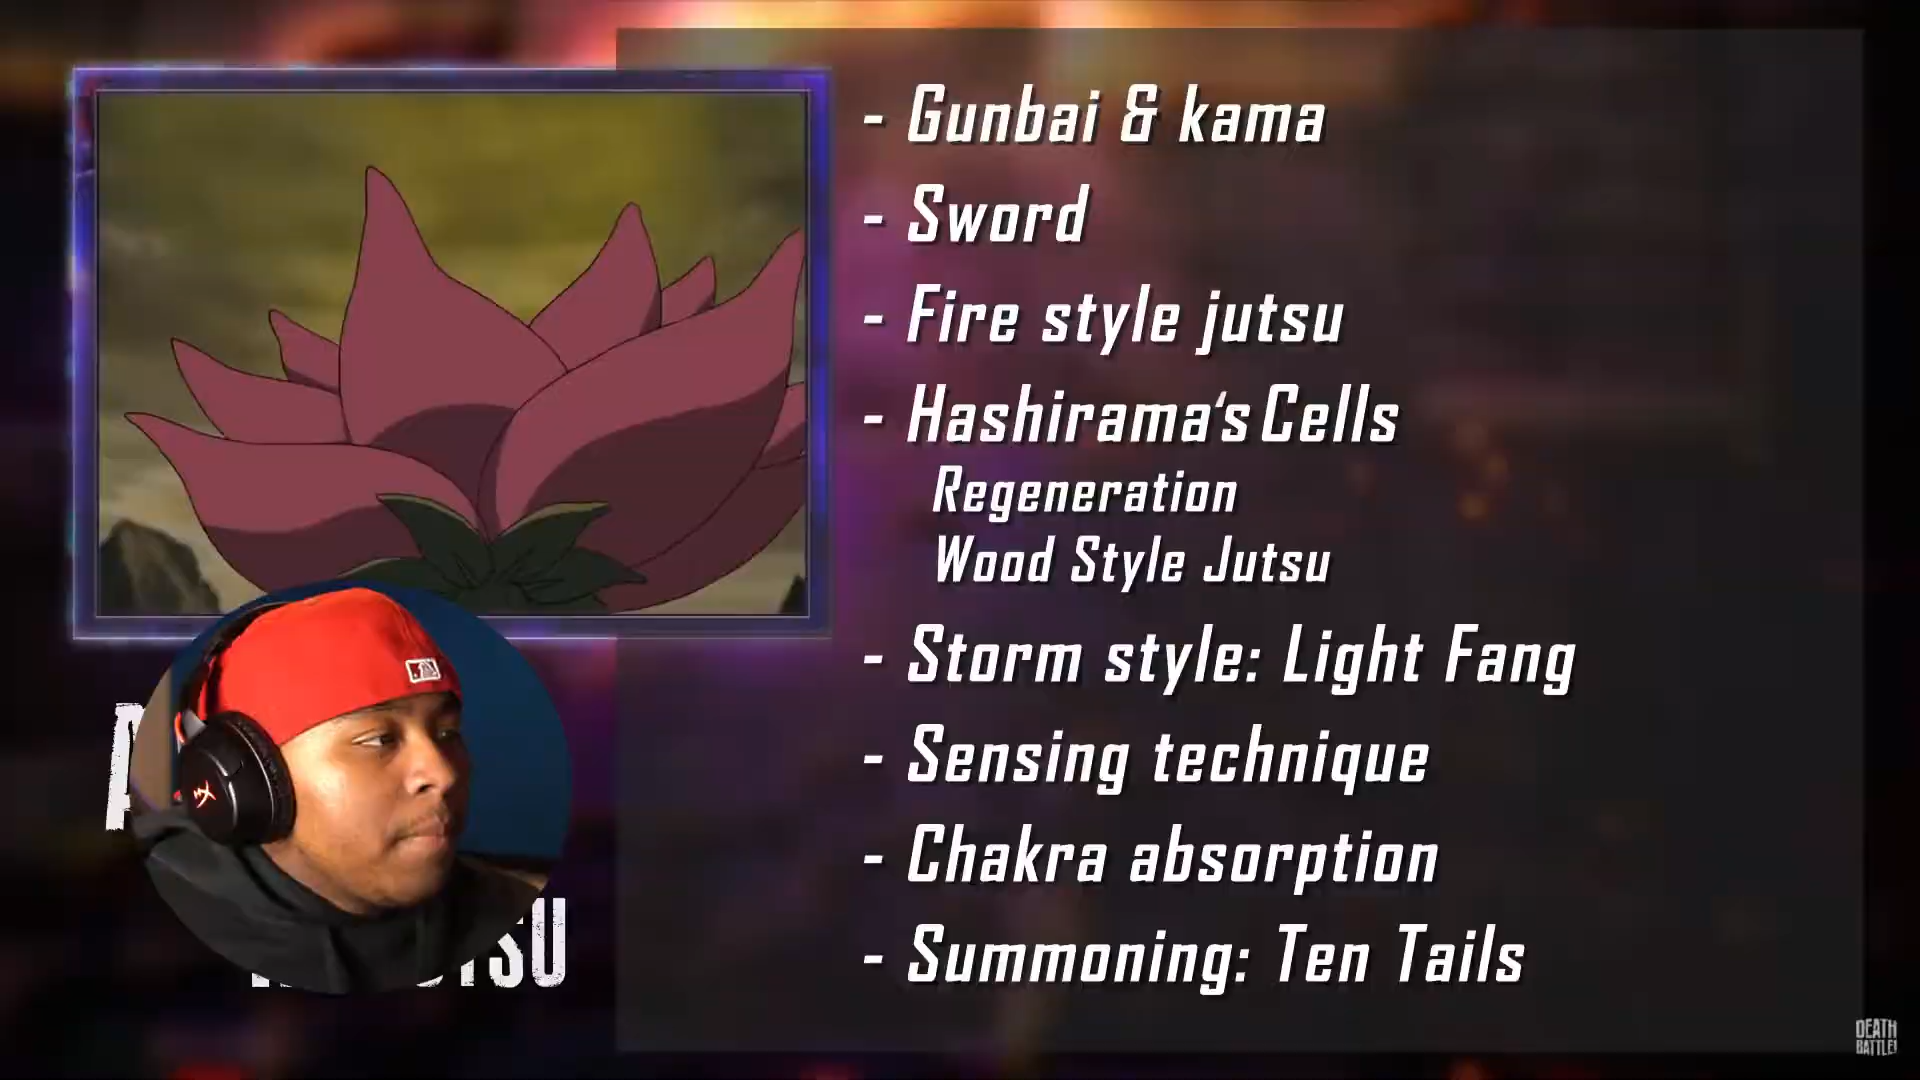 - Gunbai & kama
- Sword
- Fire style jutsu
- Hashirama's Cells
Regeneration
Wood Style Jutsu
- Storm style: Light Fang
- Sensing technique
- Chakra absorption
- Summoning: Ten Tails
DEATH
BATTLE!